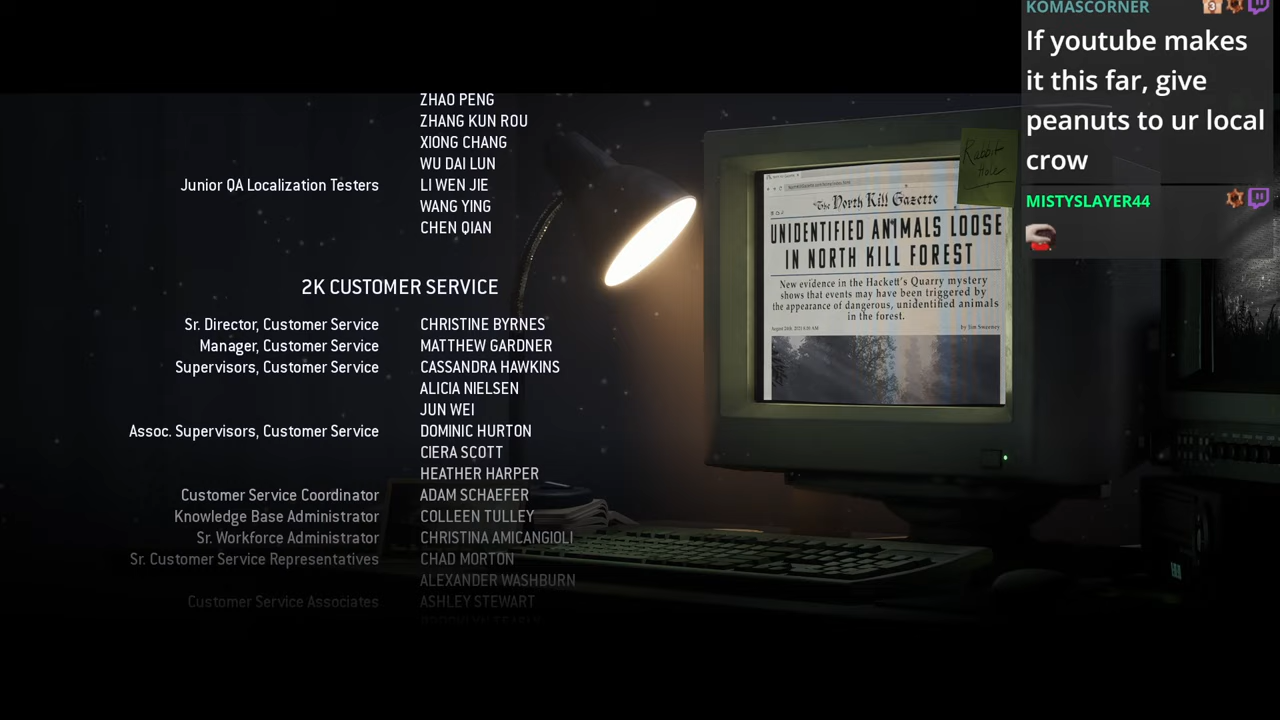 ZHAO PENG
ZHANG KUN ROU
XIONG CHANG
WU DAI LUN
Junior QA Localization Testers LI WEN JIE
WANG YING
CHEN QIAN
2K CUSTOMER SERVICE
Sr. Director, Customer Service CHRISTINE BYRNES
Manager, Customer Service MATTHEW GARDNER
Supervisors, Customer Service CASSANDRA HAWKINS
ALICIA NIELSEN
JUN WEI
Assoc. Supervisors, Customer Service DOMINIC HURTON
CIERA SCOTT
HEATHER HARPER
Customer Service Coordinator ADAM SCHAEFER
Knowledge Base Administrator COLLEEN TULLEY
Sr. Workforce Administrator CHRISTINA AMICANGIOLI
Sr. Customer Service Representatives CHAD MORTON
ALEXANDER WASHBURN
Customer Service Associates ASHLEY STEWART
Rabbit
Hole
The North Kill Gazette
UNIDENTIFIED ANIMALS LOOSE
IN NORTH KILL FOREST
New evidence in the Hackett's Quarry mystery
shows that events may have been triggered by
the appearance of dangerous, unidentified animals
in the forest.
by Jim Sweeney
KOMASCORNER
If youtube makes
it this far, give
peanuts to ur local
crow
MISTYSLAYER44